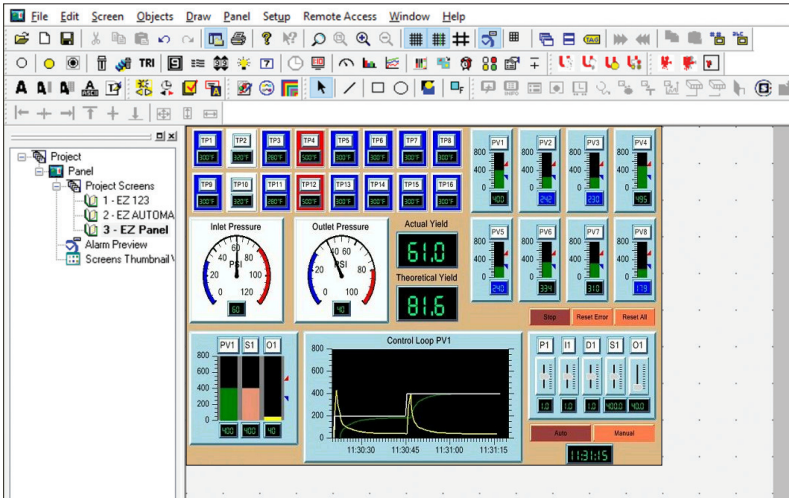 File Edit Screen Objects Draw Panel Setup Remote Access Window Help
TRI
Project
Panel
Project Screens
1 - EZ 123
2 - EZ AUTOMA
3 - EZ Panel
Alarm Preview
Screens Thumbnail
TP1 TP2 TP3 TP4 TP5 TP6 TP7 TP8
300°F 320°F 280°F 500°F 300°F 300°F 300°F 300°F
TP9 TP10 TP11 TP12 TP13 TP14 TP15 TP16
300°F 320°F 280°F 500°F 300°F 300°F 300°F 300°F
PV1 PV2 PV3 PV4
800 800 800 800
400 400 400 400
0 0 0 0
400 242 230 495
Inlet Pressure
0 20 40 60 80 100 120
PSI
60
Outlet Pressure
0 20 40 60 80 100
PSI
40
Actual Yield
61.0
Theoretical Yield
81.6
PV5 PV6 PV7 PV8
800 800 800 800
400 400 400 400
0 0 0 0
240 334 310 179
Stop Reset Error Reset All
PV1 S1 O1
800
600
400
200
0
400 400 40
Control Loop PV1
800
600
400
200
0
11:30:30 11:30:45 11:31:00 11:31:15
P1 I1 D1 S1 O1
1.0 1.0 1.0 400.0 40.0
Auto Manual
11:31:15